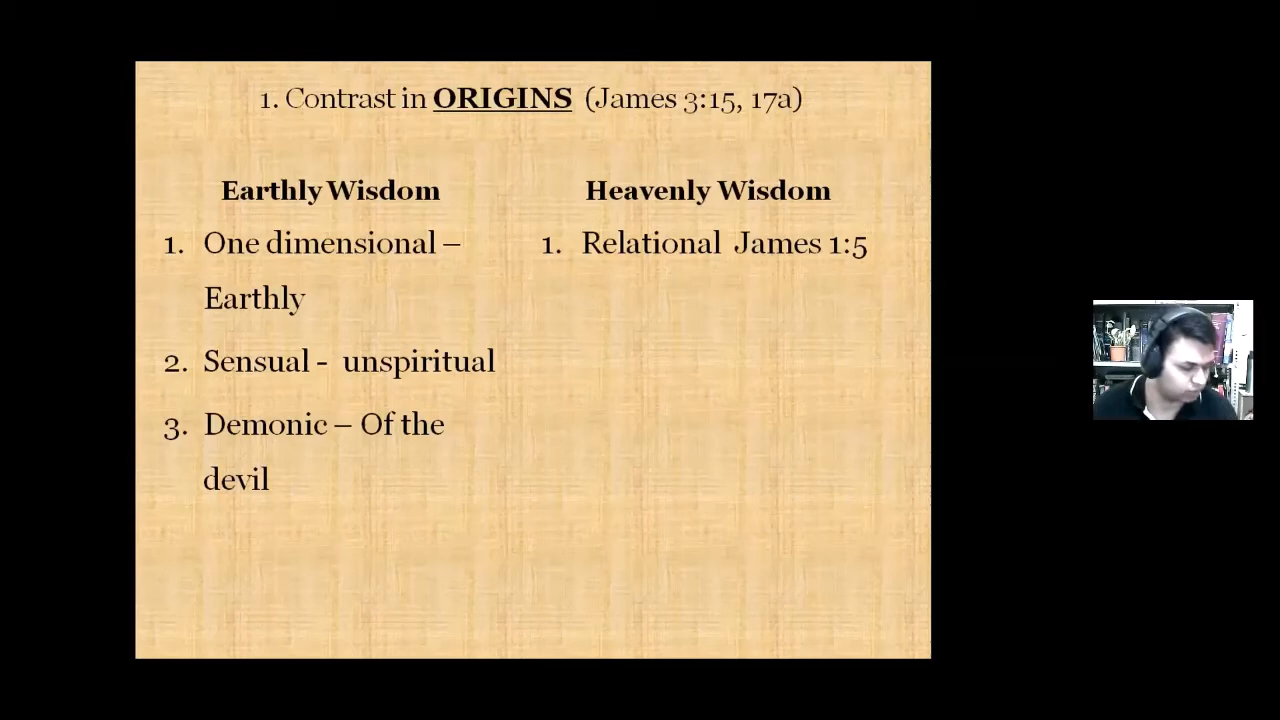 1. Contrast in ORIGINS (James 3:15, 17a)
Earthly Wisdom
1. One dimensional –
Earthly
2. Sensual - unspiritual
3. Demonic – Of the
devil
Heavenly Wisdom
1. Relational James 1:5